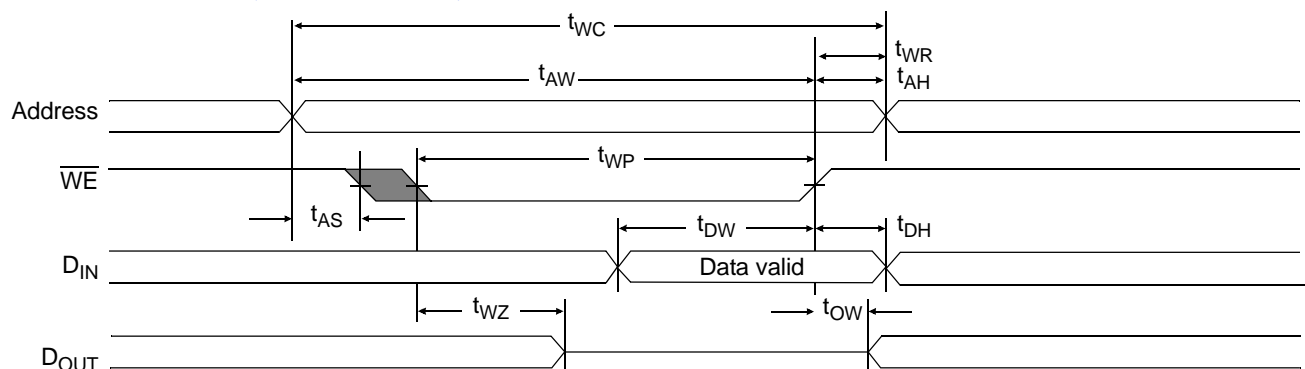 tWC
tWR
tAW
tAH
Address
tWP
WE
tAS
tDW
tDH
DIN
Data valid
tWZ
tOW
DOUT